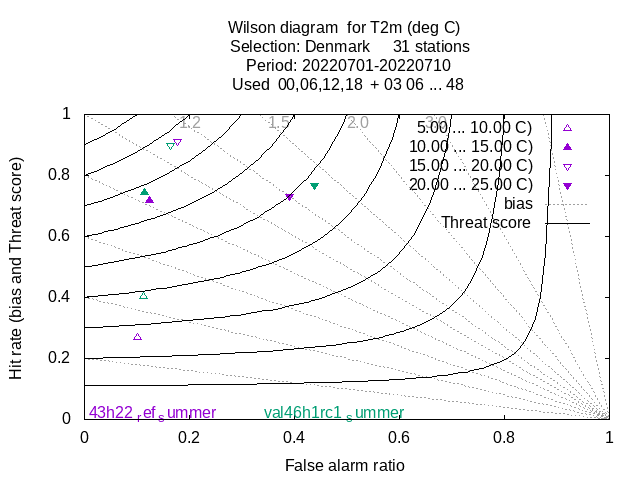 Wilson diagram  for T2m (deg C)
Selection: Denmark     31 stations
Period: 20220701-20220710
Used  00,06,12,18  + 03 06 ... 48
1.2 1.5 2.0 3.0
5.00 ... 10.00 C)
10.00 ... 15.00 C)
15.00 ... 20.00 C)
20.00 ... 25.00 C)
bias
Threat score
Hit rate (bias and Threat score)
1
0.8
0.6
0.4
0.2
0
43h22_ref_summer val46h1rc1_summer
0 0.2 0.4 0.6 0.8 1
False alarm ratio